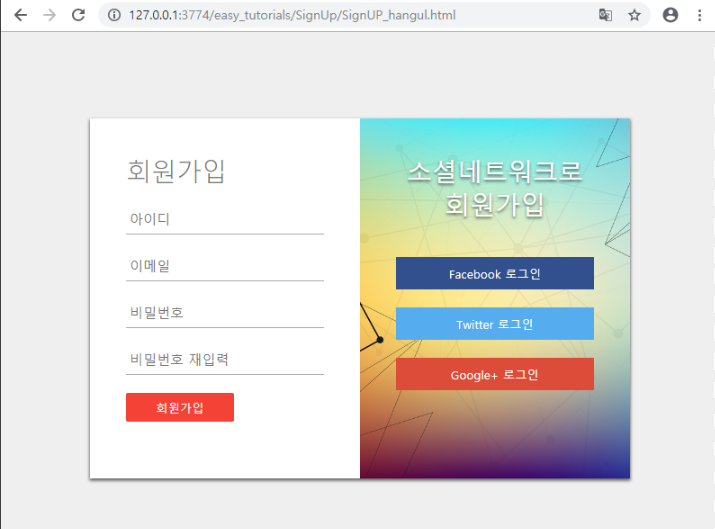 127.0.0.1:3774/easy_tutorials/SignUp/SignUP_hangul.html
회원가입
아이디
이메일
비밀번호
비밀번호 재입력
회원가입
소셜네트워크로
회원가입
Facebook 로그인
Twitter 로그인
Google+ 로그인